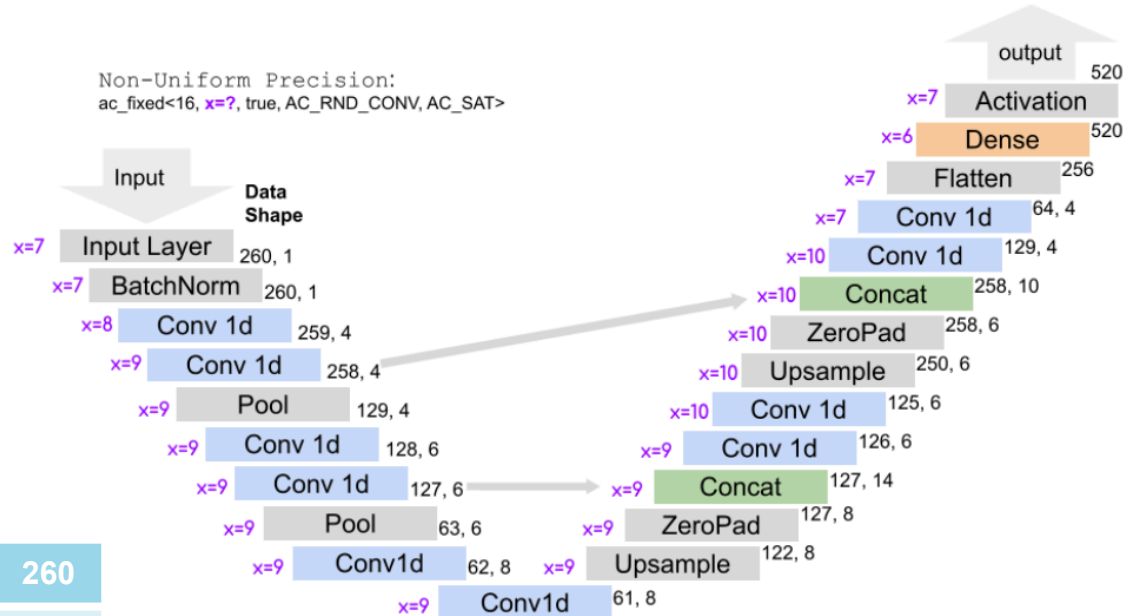 Non-Uniform Precision:
ac_fixed<16, x=?, true, AC_RND_CONV, AC_SAT>
Input
Data
Shape
x=7 Input Layer 260, 1
x=7 BatchNorm 260, 1
x=8 Conv 1d 259, 4
x=9 Conv 1d 258, 4
x=9 Pool 129, 4
x=9 Conv 1d 128, 6
x=9 Conv 1d 127, 6
x=9 Pool 63, 6
x=9 Conv1d 62, 8
x=9 Conv1d 61, 8
x=9 Upsample 122, 8
x=9 ZeroPad 127, 8
x=9 Concat 127, 14
x=9 Conv 1d 126, 6
x=10 Conv 1d 125, 6
x=10 Upsample 250, 6
x=10 ZeroPad 258, 6
x=10 Concat 258, 10
x=10 Conv 1d 129, 4
x=7 Conv 1d 64, 4
x=7 Flatten 256
x=6 Dense 520
x=7 Activation 520
output
260